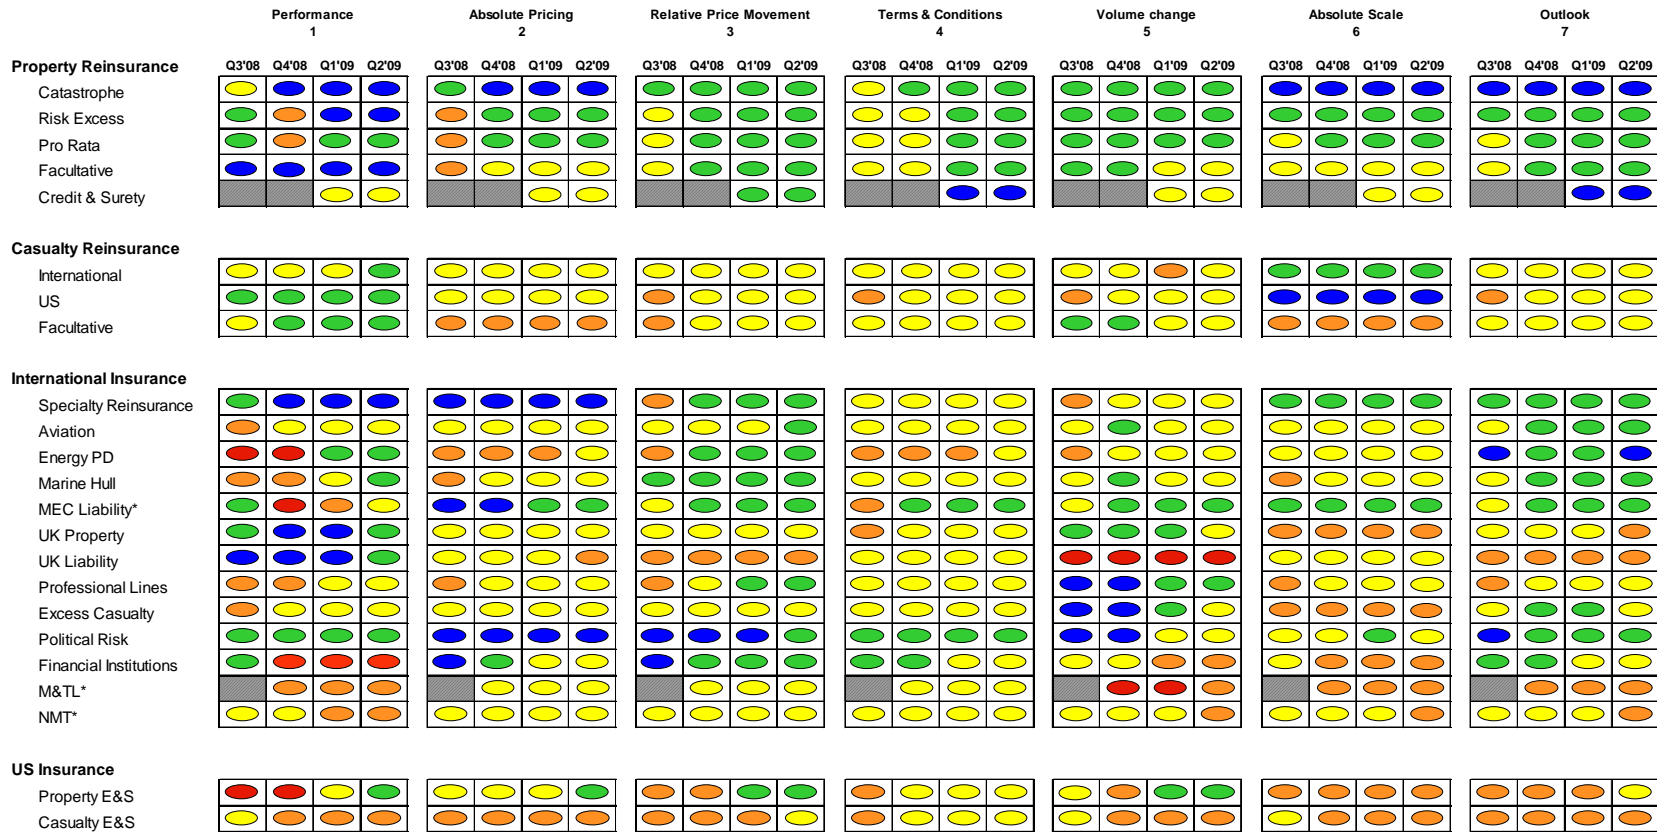 Performance Absolute Pricing Relative Price Movement Terms & Conditions Volume change Absolute Scale Outlook
1 2 3 4 5 6 7
Property Reinsurance Q3'08 Q4'08 Q1'09 Q2'09 Q3'08 Q4'08 Q1'09 Q2'09 Q3'08 Q4'08 Q1'09 Q2'09 Q3'08 Q4'08 Q1'09 Q2'09 Q3'08 Q4'08 Q1'09 Q2'09 Q3'08 Q4'08 Q1'09 Q2'09 Q3'08 Q4'08 Q1'09 Q2'09
Catastrophe
Risk Excess
Pro Rata
Facultative
Credit & Surety
Casualty Reinsurance
International
US
Facultative
International Insurance
Specialty Reinsurance
Aviation
Energy PD
Marine Hull
MEC Liability*
UK Property
UK Liability
Professional Lines
Excess Casualty
Political Risk
Financial Institutions
M&TL*
NMT*
US Insurance
Property E&S
Casualty E&S